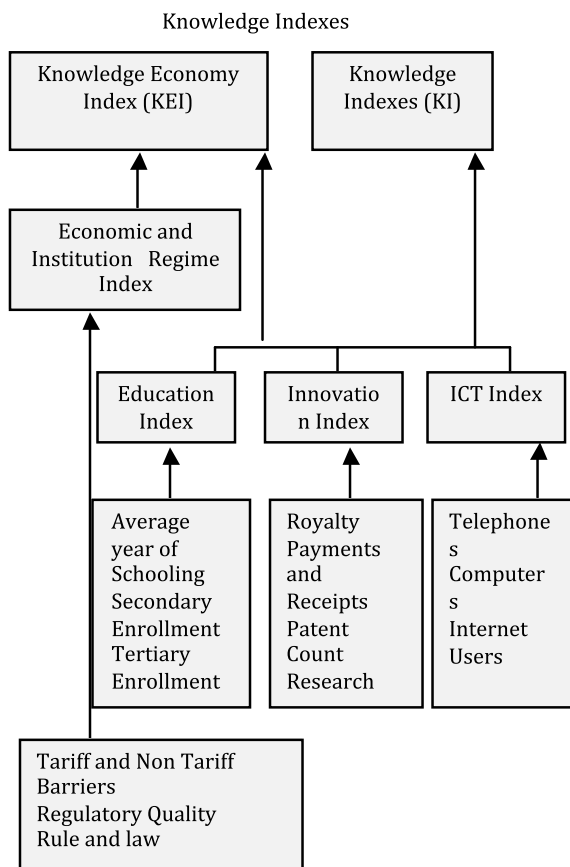 Knowledge Indexes
Knowledge Economy
Index (KEI)
Knowledge
Indexes (KI)
Economic and
Institution Regime
Index
Education
Index
Innovatio
n Index
ICT Index
Average
year of
Schooling
Secondary
Enrollment
Tertiary
Enrollment
Royalty
Payments
and
Receipts
Patent
Count
Research
Telephone
s
Computer
s
Internet
Users
Tariff and Non Tariff
Barriers
Regulatory Quality
Rule and law